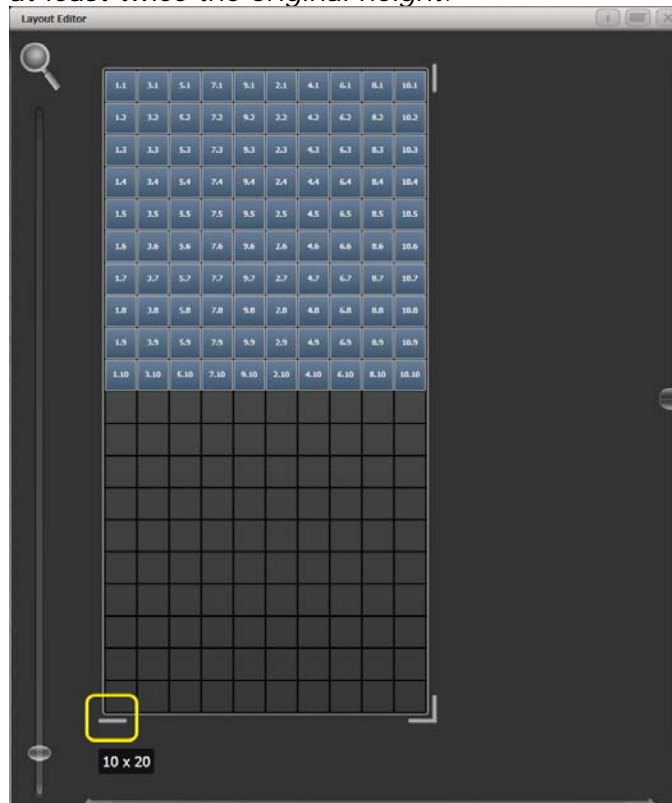 at least twice the original height.
Layout Editor
1.1 3.1 5.1 7.1 9.1 2.1 4.1 6.1 8.1 10.1
1.2 3.2 5.2 7.2 9.2 2.2 4.2 6.2 8.2 10.2
1.3 3.3 5.3 7.3 9.3 2.3 4.3 6.3 8.3 10.3
1.4 3.4 5.4 7.4 9.4 2.4 4.4 6.4 8.4 10.4
1.5 3.5 5.5 7.5 9.5 2.5 4.5 6.5 8.5 10.5
1.6 3.6 5.6 7.6 9.6 2.6 4.6 6.6 8.6 10.6
1.7 3.7 5.7 7.7 9.7 2.7 4.7 6.7 8.7 10.7
1.8 3.8 5.8 7.8 9.8 2.8 4.8 6.8 8.8 10.8
1.9 3.9 5.9 7.9 9.9 2.9 4.9 6.9 8.9 10.9
1.10 3.10 5.10 7.10 9.10 2.10 4.10 6.10 8.10 10.10
10 x 20